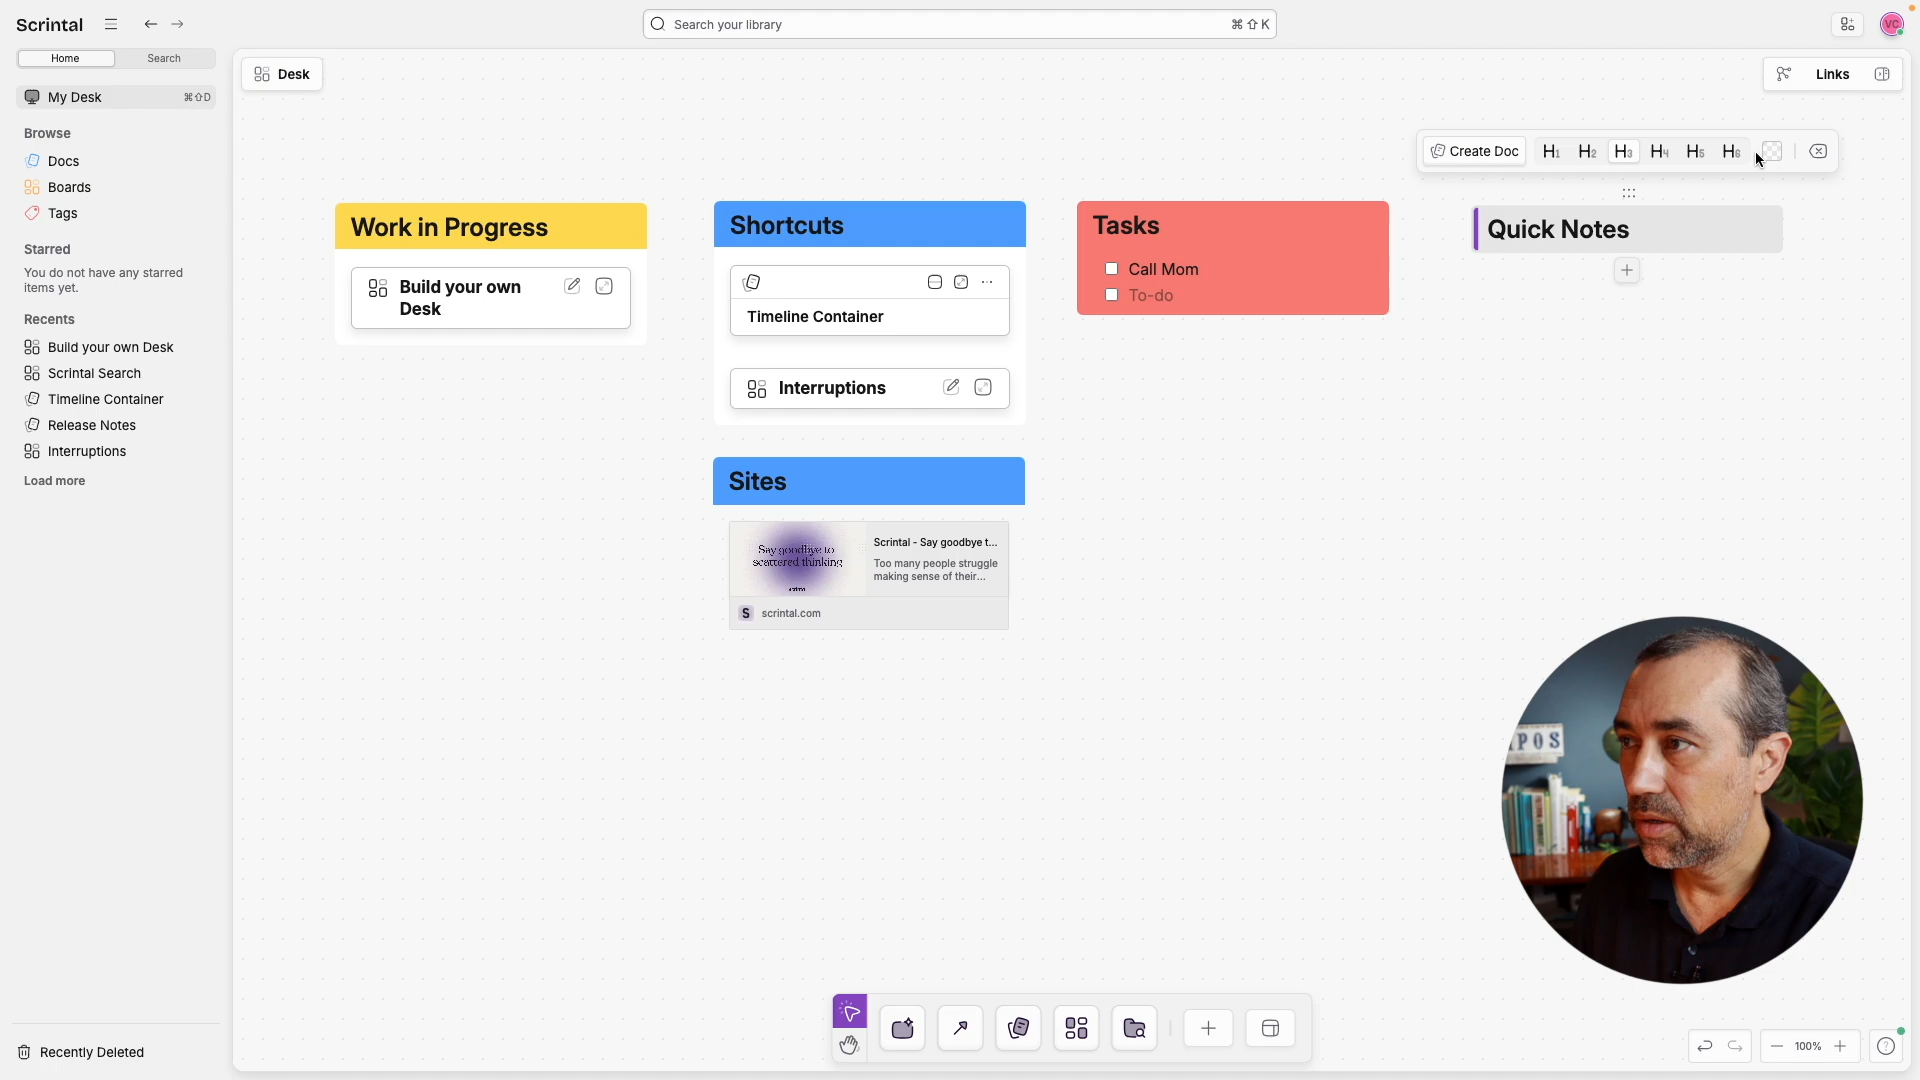 Scrintal
Search your library
⌘ ⇧ K
VC
Home
Search
My Desk
⌘⇧D
Browse
Docs
Boards
Tags
Starred
You do not have any starred
items yet.
Recents
Build your own Desk
Scrintal Search
Timeline Container
Release Notes
Interruptions
Load more
Recently Deleted
Desk
Links
Create Doc
H1
H2
H3
H4
H5
H6
Work in Progress
Build your own
Desk
Shortcuts
Timeline Container
Interruptions
Sites
Say goodbye to
scattered thinking
Scrintal - Say goodbye t...
Too many people struggle
making sense of their...
S
scrintal.com
Tasks
Call Mom
To-do
Quick Notes
POS
100%